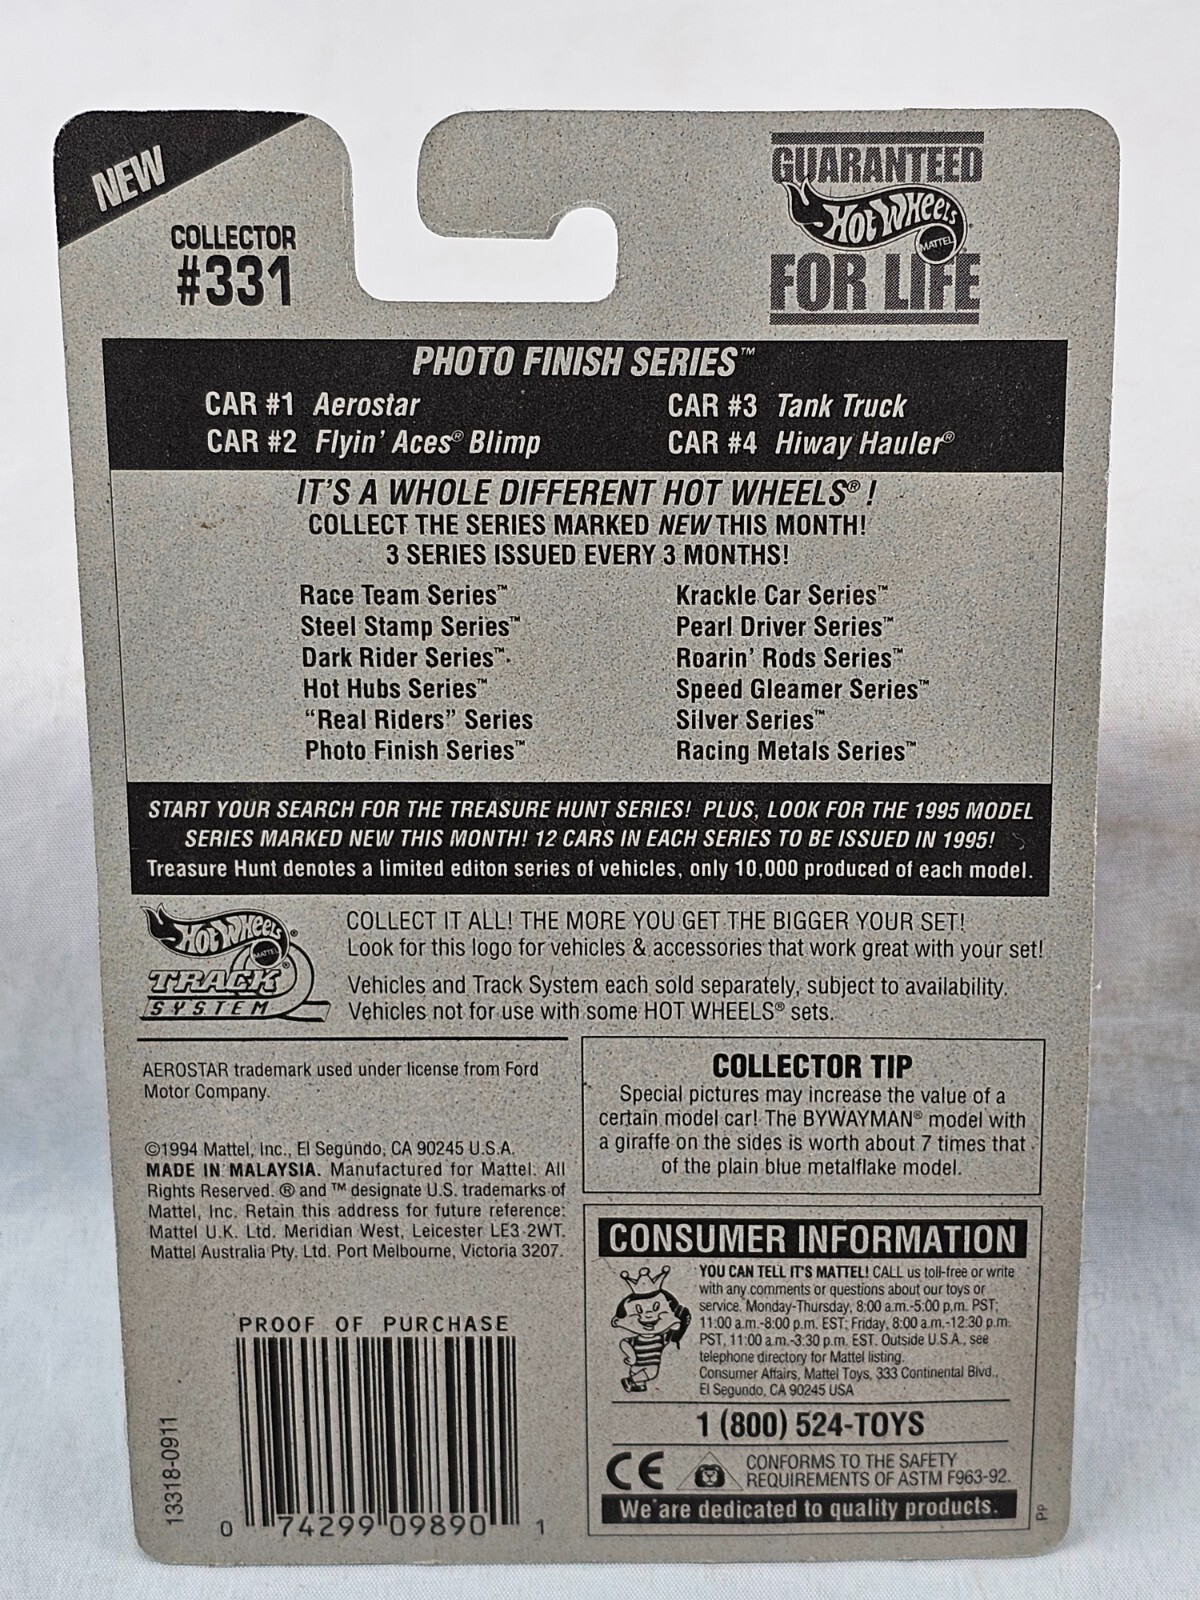 NEW
COLLECTOR
#331
GUARANTEED
HOT WHEELS
MATTEL
FOR LIFE
PHOTO FINISH SERIES™
CAR #1 Aerostar
CAR #2 Flyin' Aces® Blimp
CAR #3 Tank Truck
CAR #4 Hiway Hauler®
IT'S A WHOLE DIFFERENT HOT WHEELS® !
COLLECT THE SERIES MARKED NEW THIS MONTH!
3 SERIES ISSUED EVERY 3 MONTHS!
Race Team Series™
Steel Stamp Series™
Dark Rider Series™
Hot Hubs Series™
“Real Riders” Series
Photo Finish Series™
Krackle Car Series™
Pearl Driver Series™
Roarin' Rods Series™
Speed Gleamer Series™
Silver Series™
Racing Metals Series™
START YOUR SEARCH FOR THE TREASURE HUNT SERIES! PLUS, LOOK FOR THE 1995 MODEL
SERIES MARKED NEW THIS MONTH! 12 CARS IN EACH SERIES TO BE ISSUED IN 1995!
Treasure Hunt denotes a limited editon series of vehicles, only 10,000 produced of each model.
HOT WHEELS®
MATTEL
TRACK®
SYSTEM
COLLECT IT ALL! THE MORE YOU GET THE BIGGER YOUR SET!
Look for this logo for vehicles & accessories that work great with your set!
Vehicles and Track System each sold separately, subject to availability.
Vehicles not for use with some HOT WHEELS® sets.
AEROSTAR trademark used under license from Ford
Motor Company.
©1994 Mattel, Inc., El Segundo, CA 90245 U.S.A.
MADE IN MALAYSIA. Manufactured for Mattel. All
Rights Reserved. ® and ™ designate U.S. trademarks of
Mattel, Inc. Retain this address for future reference:
Mattel U.K. Ltd. Meridian West, Leicester LE3 2WT.
Mattel Australia Pty. Ltd. Port Melbourne, Victoria 3207.
COLLECTOR TIP
Special pictures may increase the value of a
certain model car! The BYWAYMAN® model with
a giraffe on the sides is worth about 7 times that
of the plain blue metalflake model.
CONSUMER INFORMATION
YOU CAN TELL IT'S MATTEL! CALL us toll-free or write
with any comments or questions about our toys or
service. Monday-Thursday, 8:00 a.m.-5:00 p.m. PST;
11:00 a.m.-8:00 p.m. EST; Friday, 8:00 a.m.-12:30 p.m.
PST, 11:00 a.m.-3:30 p.m. EST. Outside U.S.A., see
telephone directory for Mattel listing.
Consumer Affairs, Mattel Toys, 333 Continental Blvd.,
El Segundo, CA 90245 USA
1 (800) 524-TOYS
CE
CONFORMS TO THE SAFETY
REQUIREMENTS OF ASTM F963-92.
We are dedicated to quality products.
PP
PROOF OF PURCHASE
0 74299 09890 1
13318-0911